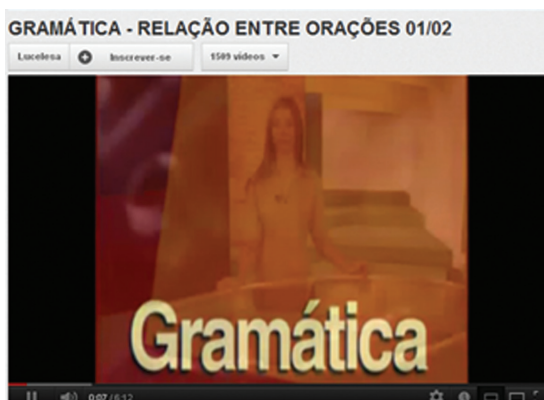 GRAMÁTICA - RELAÇÃO ENTRE ORAÇÕES 01/02
Lucelesa Inscrever-se 1509 vídeos
Gramática
0:07 / 6:12